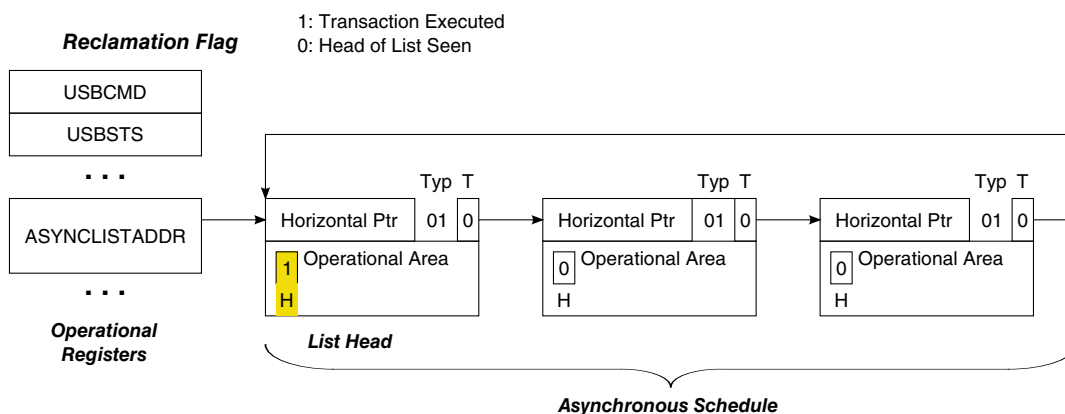 1: Transaction Executed
Reclamation Flag
0: Head of List Seen
USBCMD
USBSTS
. . .
Typ T Typ T Typ T
ASYNCLISTADDR
Horizontal Ptr 01 0 Horizontal Ptr 01 0 Horizontal Ptr 01 0
Operational Area Operational Area Operational Area
1 0 0
. . .
H H H
Operational
Registers
List Head
Asynchronous Schedule